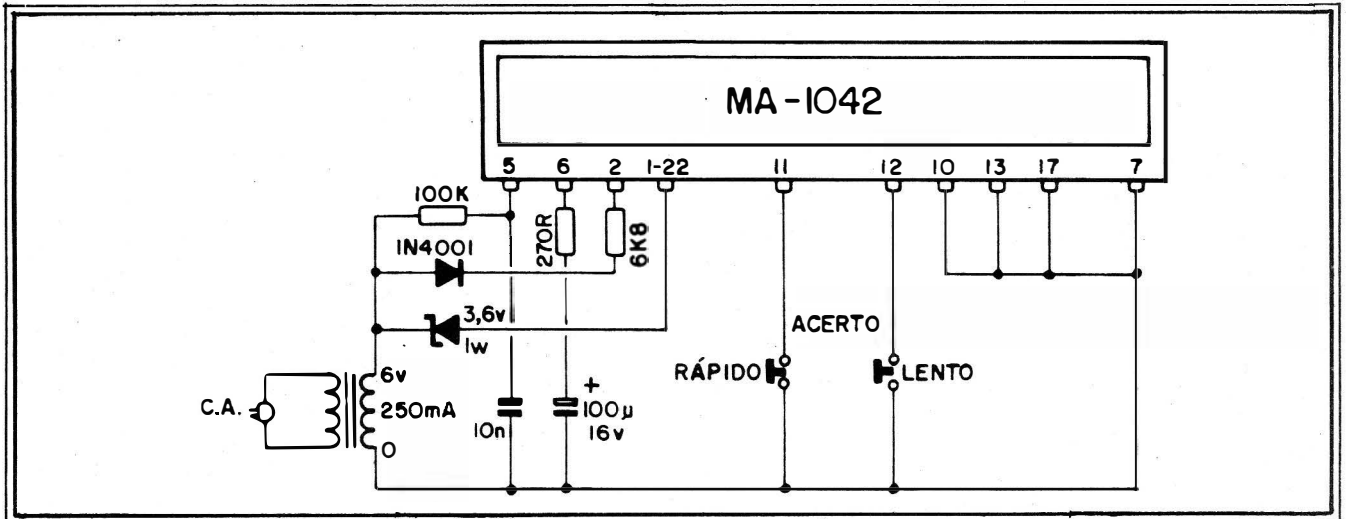 MA-1042
5 6 2 1-22 11 12 10 13 17 7
100K
1N4001
270R
6K8
3,6v
1w
ACERTO
RÁPIDO
LENTO
C.A.
6v
250mA
0
10n
+
100µ
16v